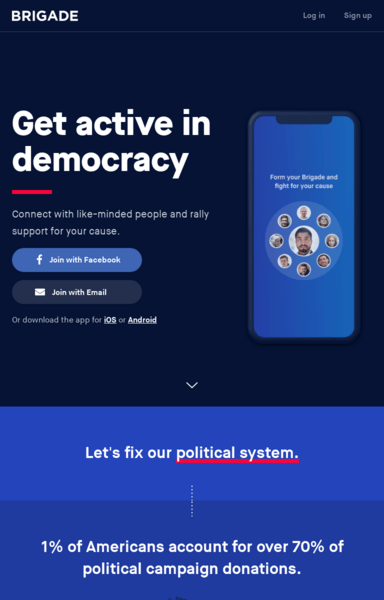 BRIGADE
Log in
Sign up
Get active in
democracy
Form your Brigade and
fight for your cause
Connect with like-minded people and rally
support for your cause.
Join with Facebook
Join with Email
Or download the app for iOS or Android
Let's fix our political system.
1% of Americans account for over 70% of
political campaign donations.